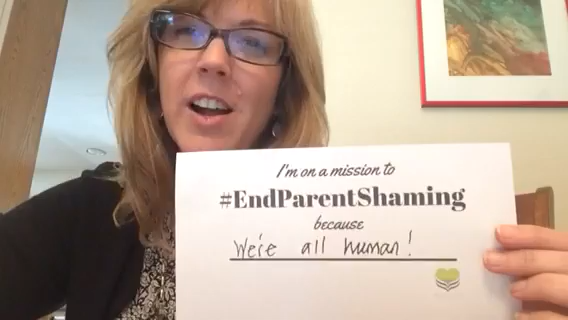 I'm on a mission to
#EndParentShaming
because
We're all human!